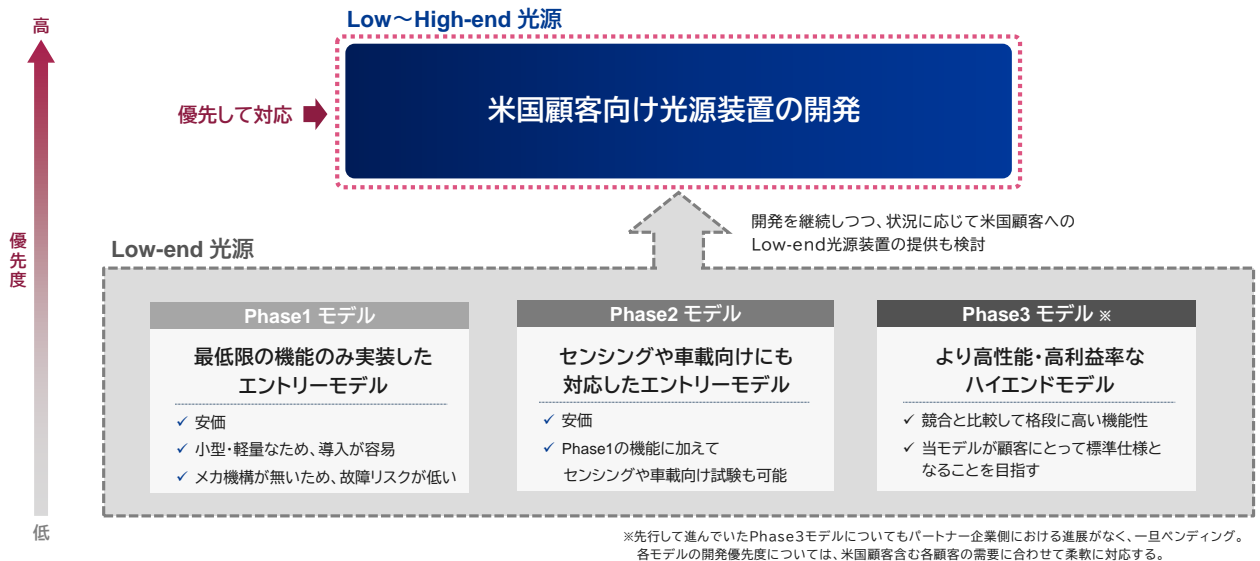 高
Low～High-end 光源
優先して対応
米国顧客向け光源装置の開発
優先度
開発を継続しつつ、状況に応じて米国顧客への
Low-end光源装置の提供も検討
Low-end 光源
Phase1 モデル
最低限の機能のみ実装した
エントリーモデル
✓ 安価
✓ 小型・軽量なため、導入が容易
✓ メカ機構が無いため、故障リスクが低い
Phase2 モデル
センシングや車載向けにも
対応したエントリーモデル
✓ 安価
✓ Phase1の機能に加えて
センシングや車載向け試験も可能
Phase3 モデル ※
より高性能・高利益率な
ハイエンドモデル
✓ 競合と比較して格段に高い機能性
✓ 当モデルが顧客にとって標準仕様と
なることを目指す
低
※先行して進んでいたPhase3モデルについてもパートナー企業側における進展がなく、一旦ペンディング。
各モデルの開発優先度については、米国顧客含む各顧客の需要に合わせて柔軟に対応する。